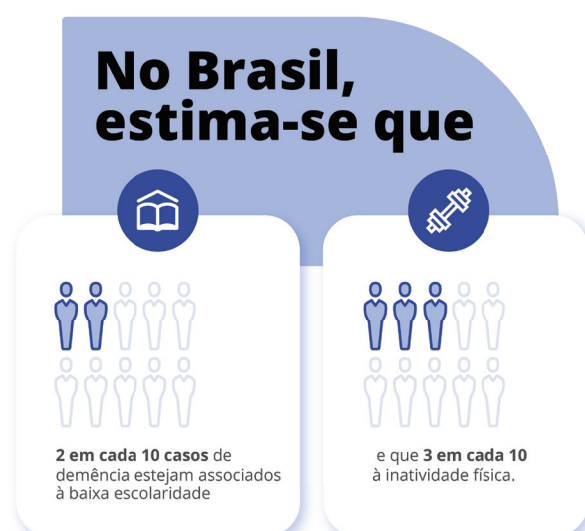 No Brasil,
estima-se que
2 em cada 10 casos de
demência estejam associados
à baixa escolaridade
e que 3 em cada 10
à inatividade física.